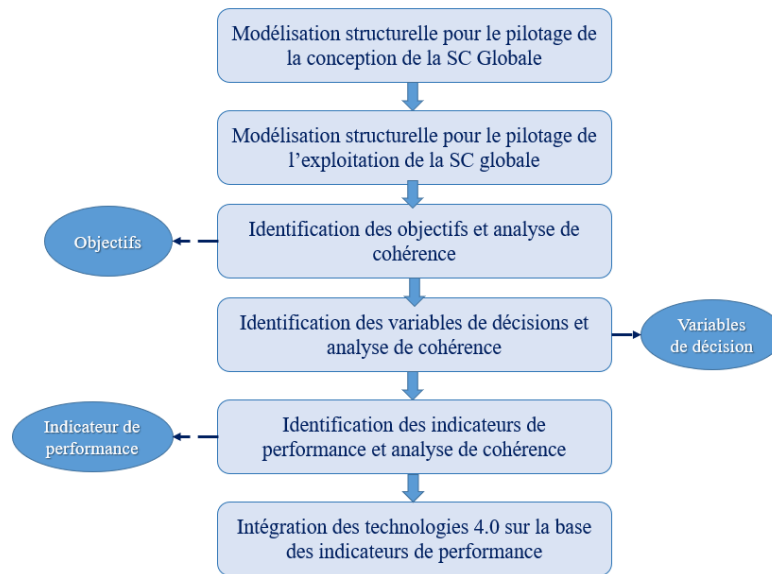 Modélisation structurelle pour le pilotage de
la conception de la SC Globale
Modélisation structurelle pour le pilotage de
l’exploitation de la SC globale
Objectifs
Identification des objectifs et analyse de
cohérence
Identification des variables de décisions et
analyse de cohérence
Variables
de décision
Indicateur de
performance
Identification des indicateurs de
performance et analyse de cohérence
Intégration des technologies 4.0 sur la base
des indicateurs de performance